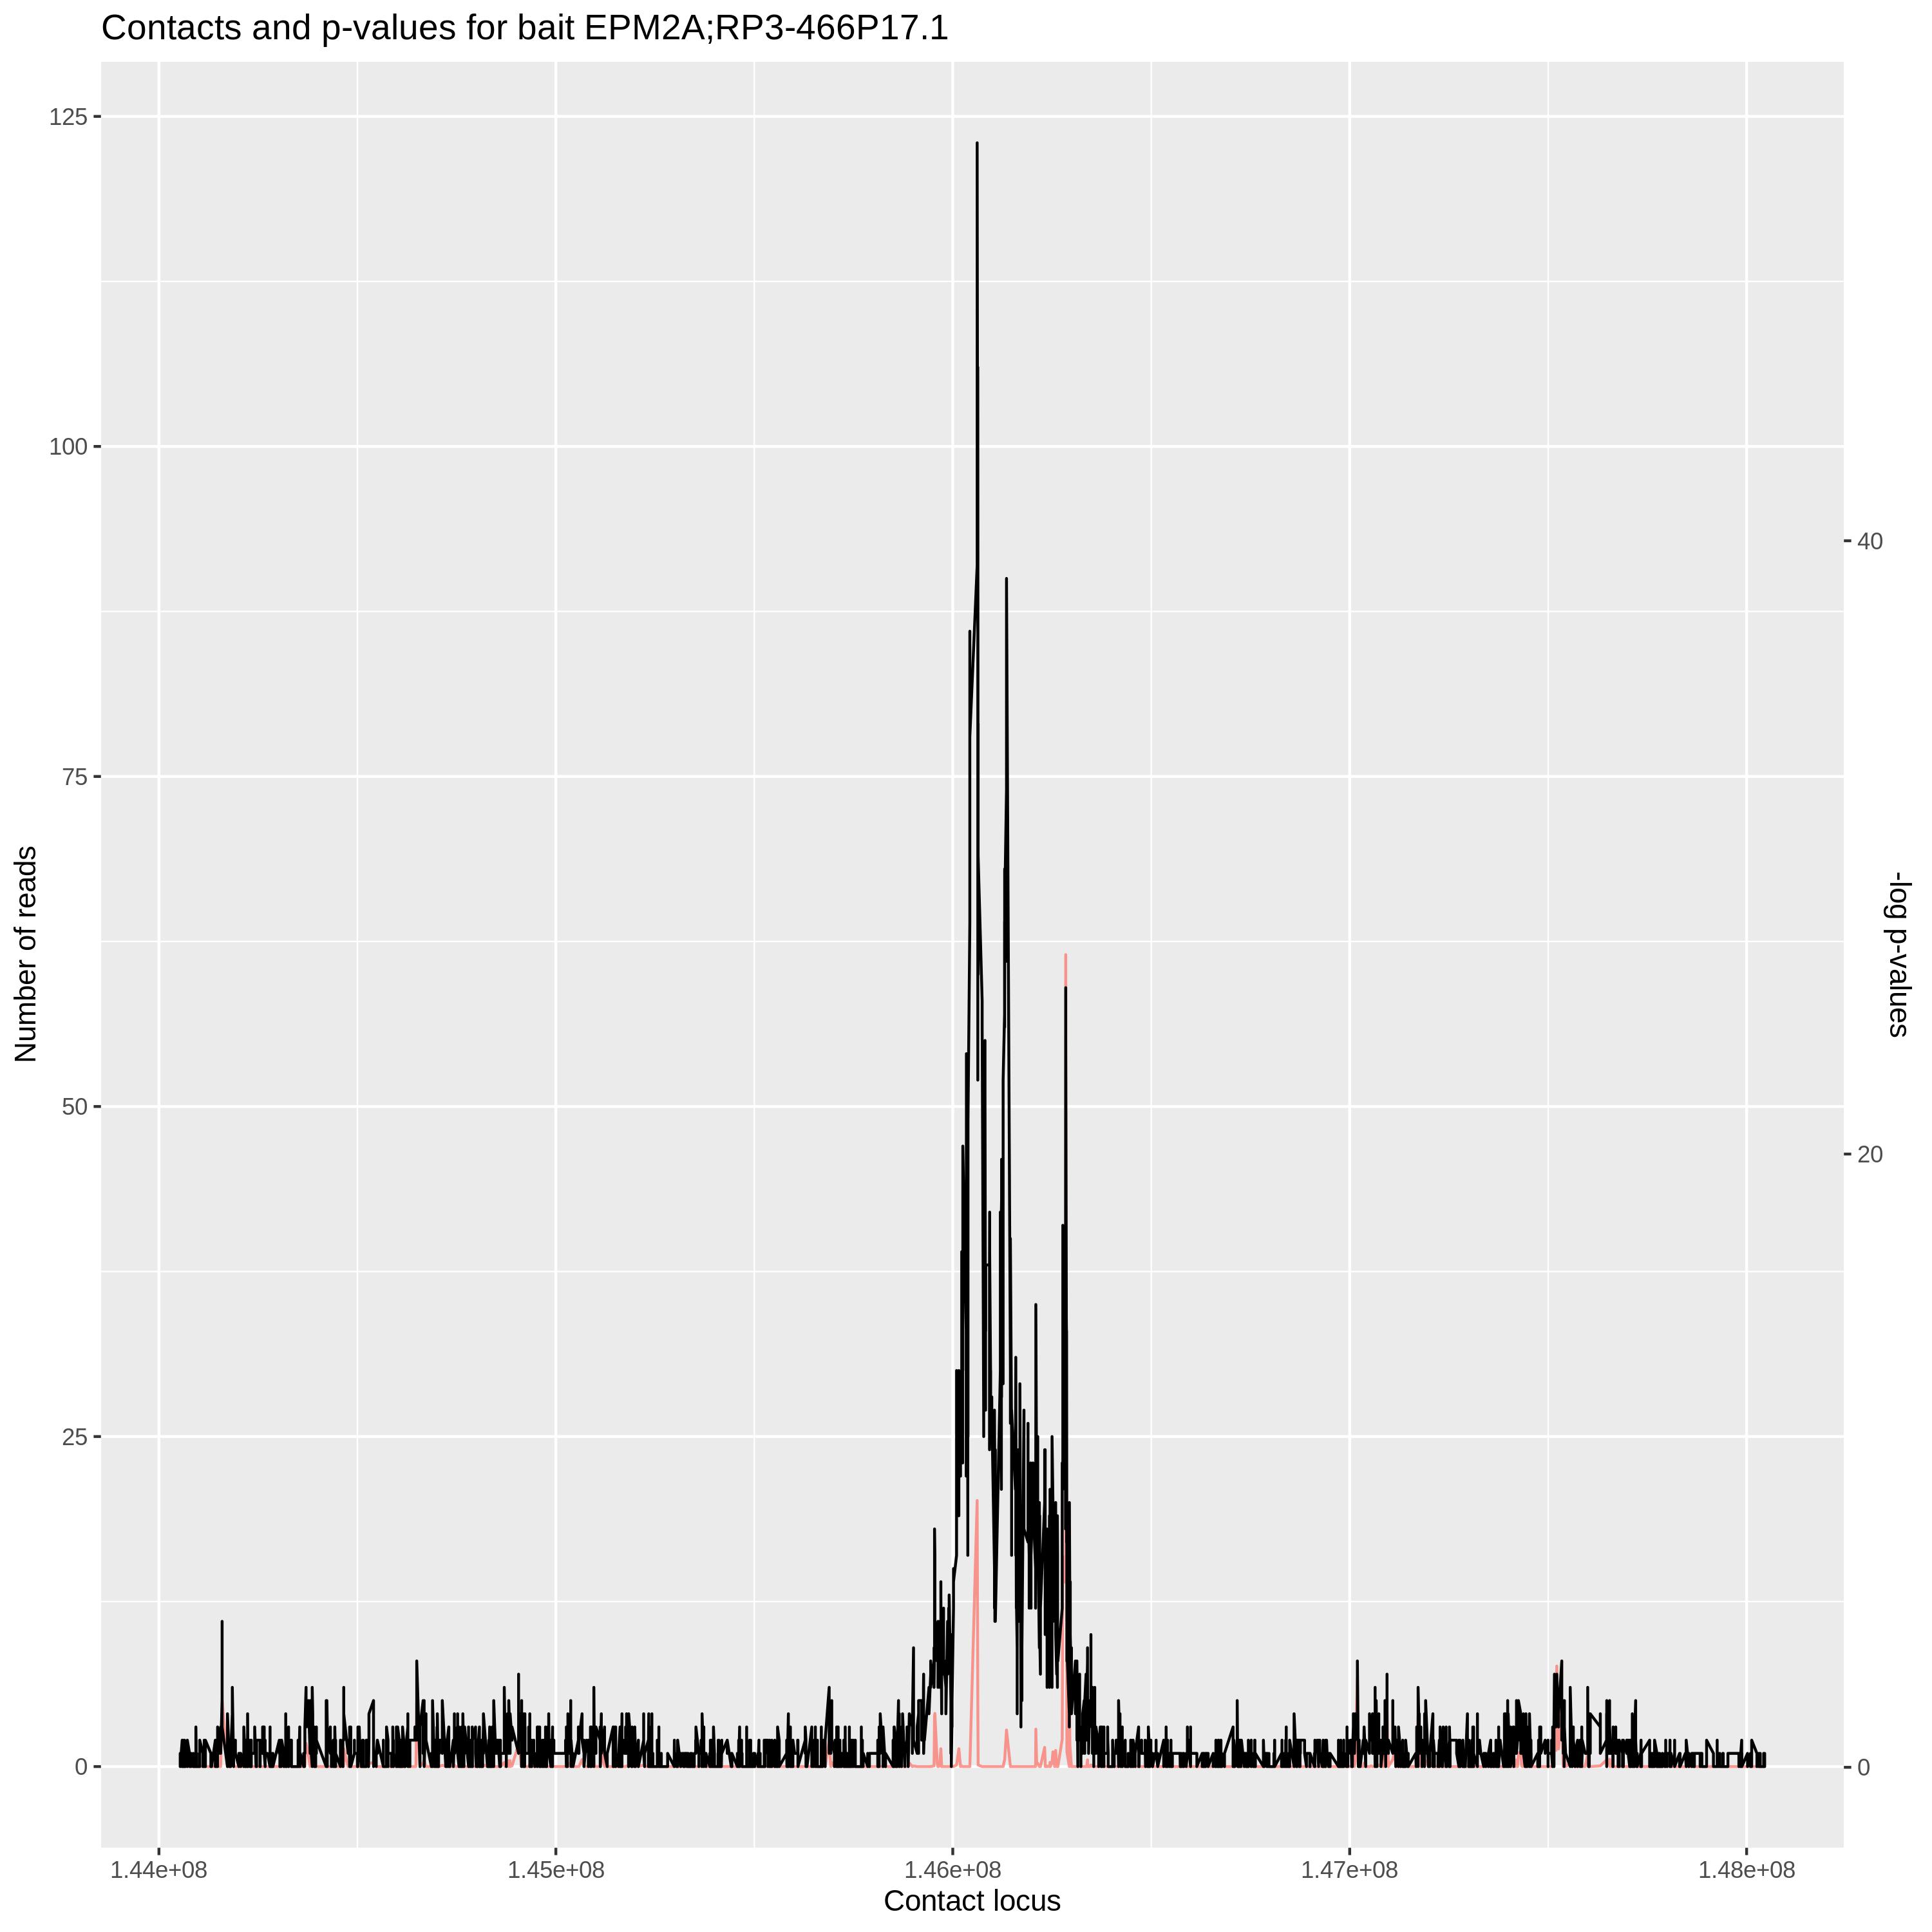 Contacts and p-values for bait EPM2A;RP3-466P17.1
125
100
75
50
25
0
Number of reads
40
20
0
-log p-values
1.44e+08
1.45e+08
1.46e+08
1.47e+08
1.48e+08
Contact locus